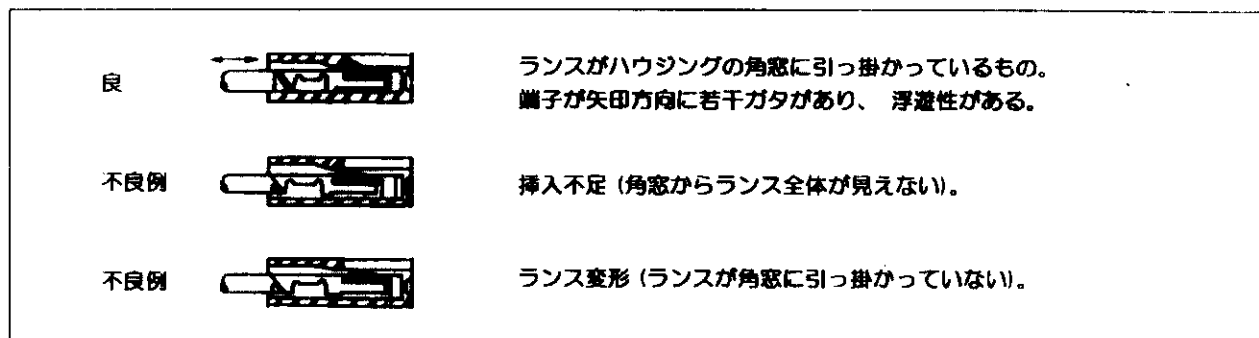 良
ランスがハウジングの角窓に引っ掛かっているもの。
端子が矢印方向に若干ガタがあり、 浮遊性がある。
不良例
挿入不足 (角窓からランス全体が見えない)。
不良例
ランス変形 (ランスが角窓に引っ掛かっていない)。